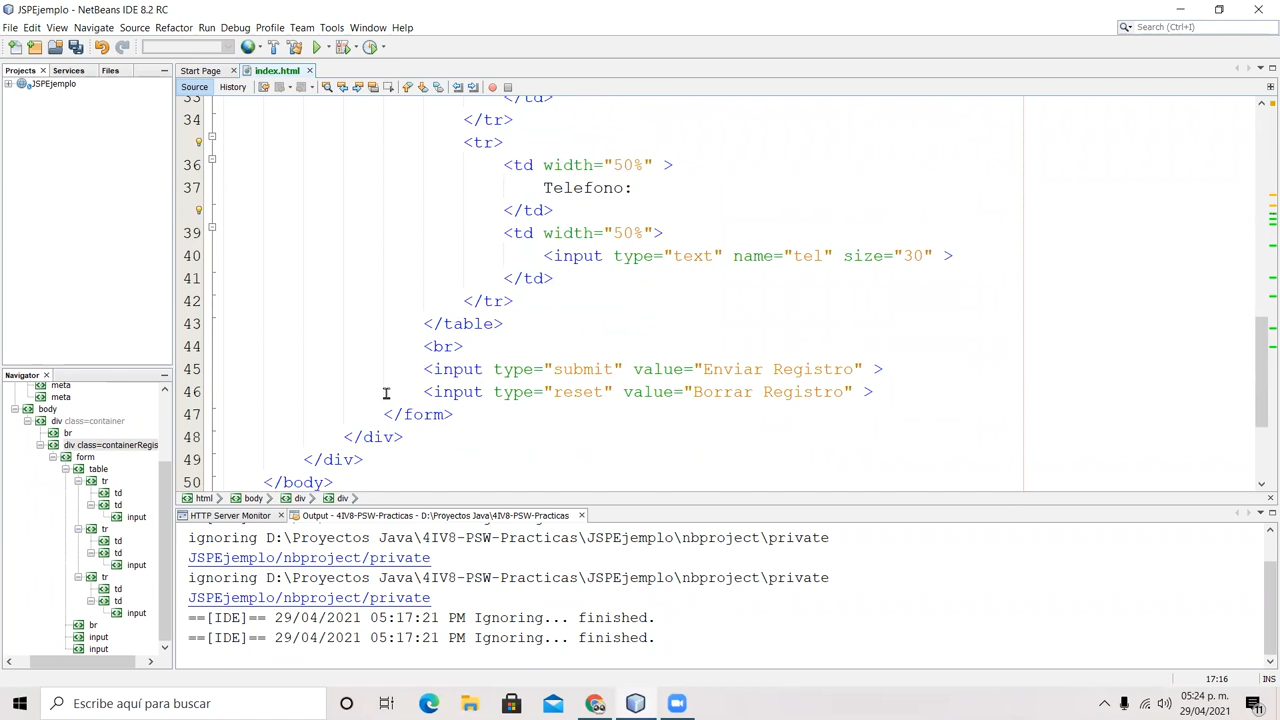 JSPEjemplo - NetBeans IDE 8.2 RC
File Edit View Navigate Source Refactor Run Debug Profile Team Tools Window Help
Search (Ctrl+I)
Projects Services Files
Start Page index.html
JSPEjemplo
Source History
33 </td>
34 </tr>
<tr>
36 <td width="50%" >
37 Telefono:
</td>
39 <td width="50%">
40 <input type="text" name="tel" size="30" >
41 </td>
42 </tr>
43 </table>
44 <br>
45 <input type="submit" value="Enviar Registro" >
46 <input type="reset" value="Borrar Registro" >
47 </form>
48 </div>
49 </div>
50 </body>
html body div div
Navigator
meta
meta
body
div class=container
br
div class=containerRegis
form
table
tr
td
td
input
tr
td
td
input
tr
td
td
input
br
input
input
HTTP Server Monitor Output - 4IV8-PSW-Practicas - D:\Proyectos Java\4IV8-PSW-Practicas
ignoring D:\Proyectos Java\4IV8-PSW-Practicas\JSPEjemplo\nbproject\private
JSPEjemplo/nbproject/private
ignoring D:\Proyectos Java\4IV8-PSW-Practicas\JSPEjemplo\nbproject\private
JSPEjemplo/nbproject/private
==[IDE]== 29/04/2021 05:17:21 PM Ignoring... finished.
==[IDE]== 29/04/2021 05:17:21 PM Ignoring... finished.
17:16 INS
Escribe aquí para buscar
05:24 p. m.
29/04/2021
11